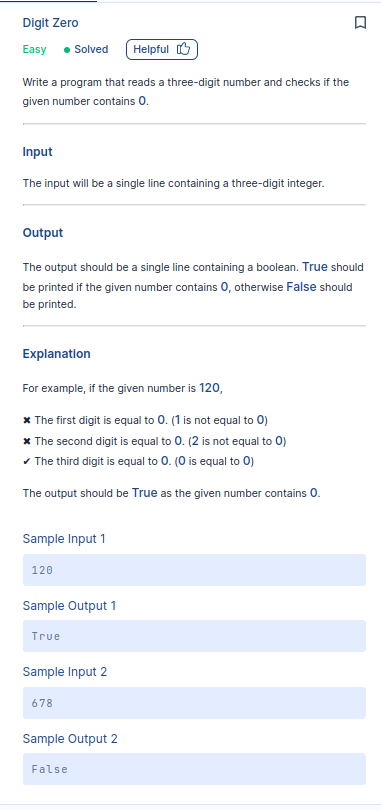 Digit Zero
Easy Solved Helpful
Write a program that reads a three-digit number and checks if the
given number contains 0.
Input
The input will be a single line containing a three-digit integer.
Output
The output should be a single line containing a boolean. True should
be printed if the given number contains 0, otherwise False should
be printed.
Explanation
For example, if the given number is 120,
✖ The first digit is equal to 0. (1 is not equal to 0)
✖ The second digit is equal to 0. (2 is not equal to 0)
✔ The third digit is equal to 0. (0 is equal to 0)
The output should be True as the given number contains 0.
Sample Input 1
120
Sample Output 1
True
Sample Input 2
678
Sample Output 2
False